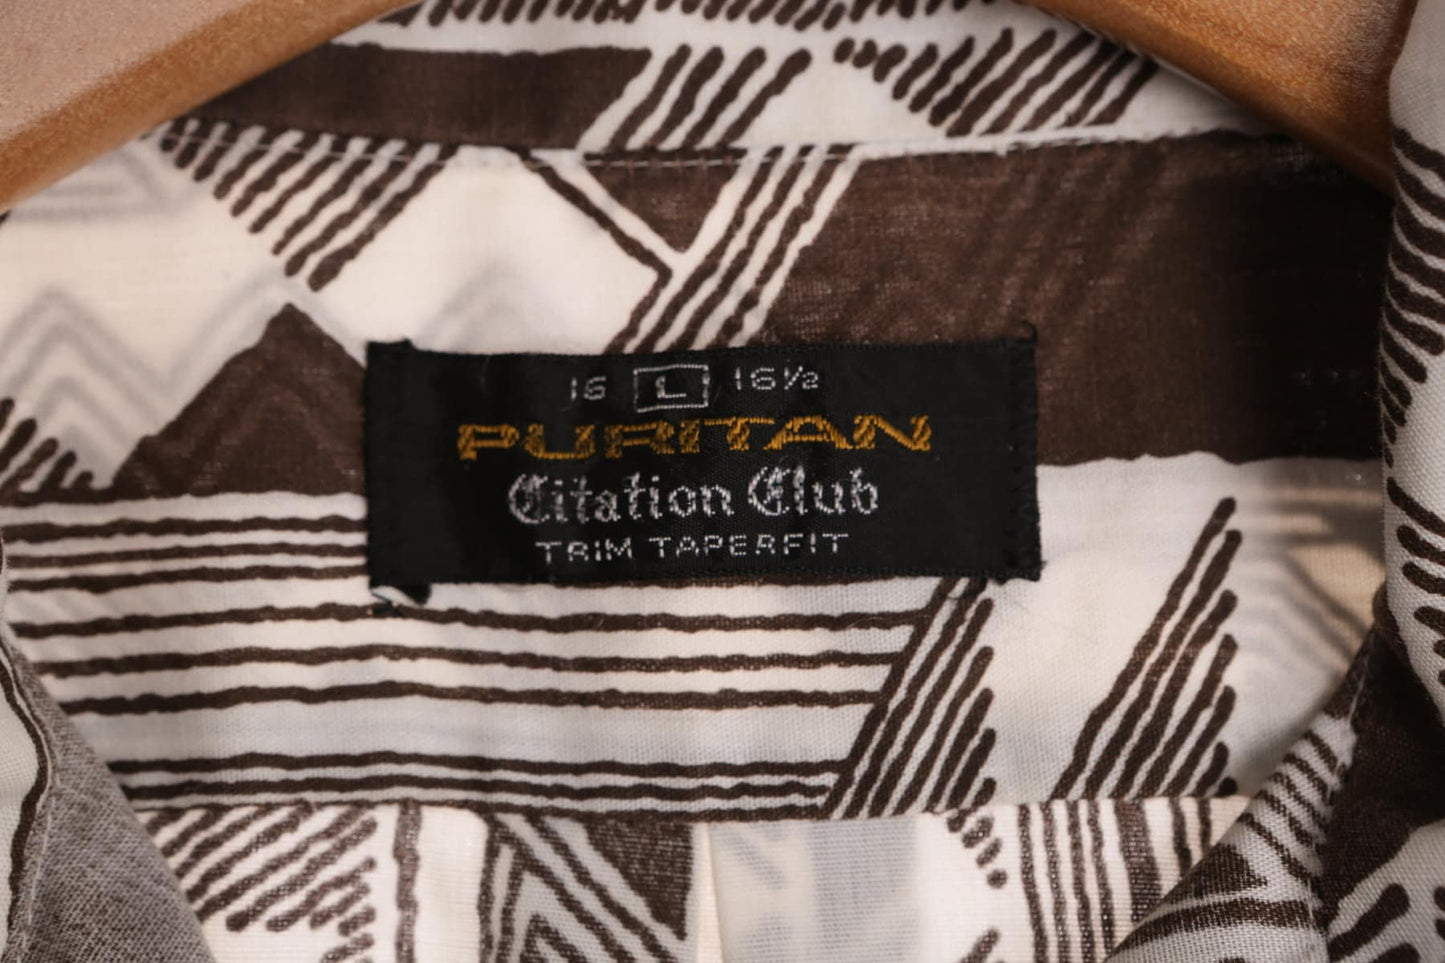 16 L 16½
PURITAN
Citation Club
TRIM TAPERFIT